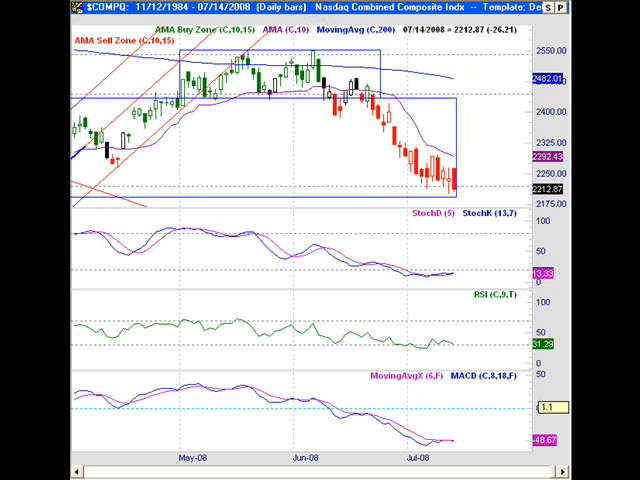 $COMPQ: 11/12/1984 - 07/14/2008 (Daily bars) Nasdaq Combined Composite Indx -- Template: De S
AMA Buy Zone (C,10,15) AMA (C,10) MovingAvg (C,200) 07/14/2008 = 2212.87 (-26.21)
AMA Sell Zone (C,10,15)
2550.00
2482.01
2400.00
2325.00
2292.43
2250.00
2212.87
2175.00
StochD (5) StochK (13,7)
100
50
13.33
0
RSI (C,9,T)
100
50
31.29
0
MovingAvgX (6,F) MACD (C,8,18,F)
50
1.1
-48.67
May-08 Jun-08 Jul-08